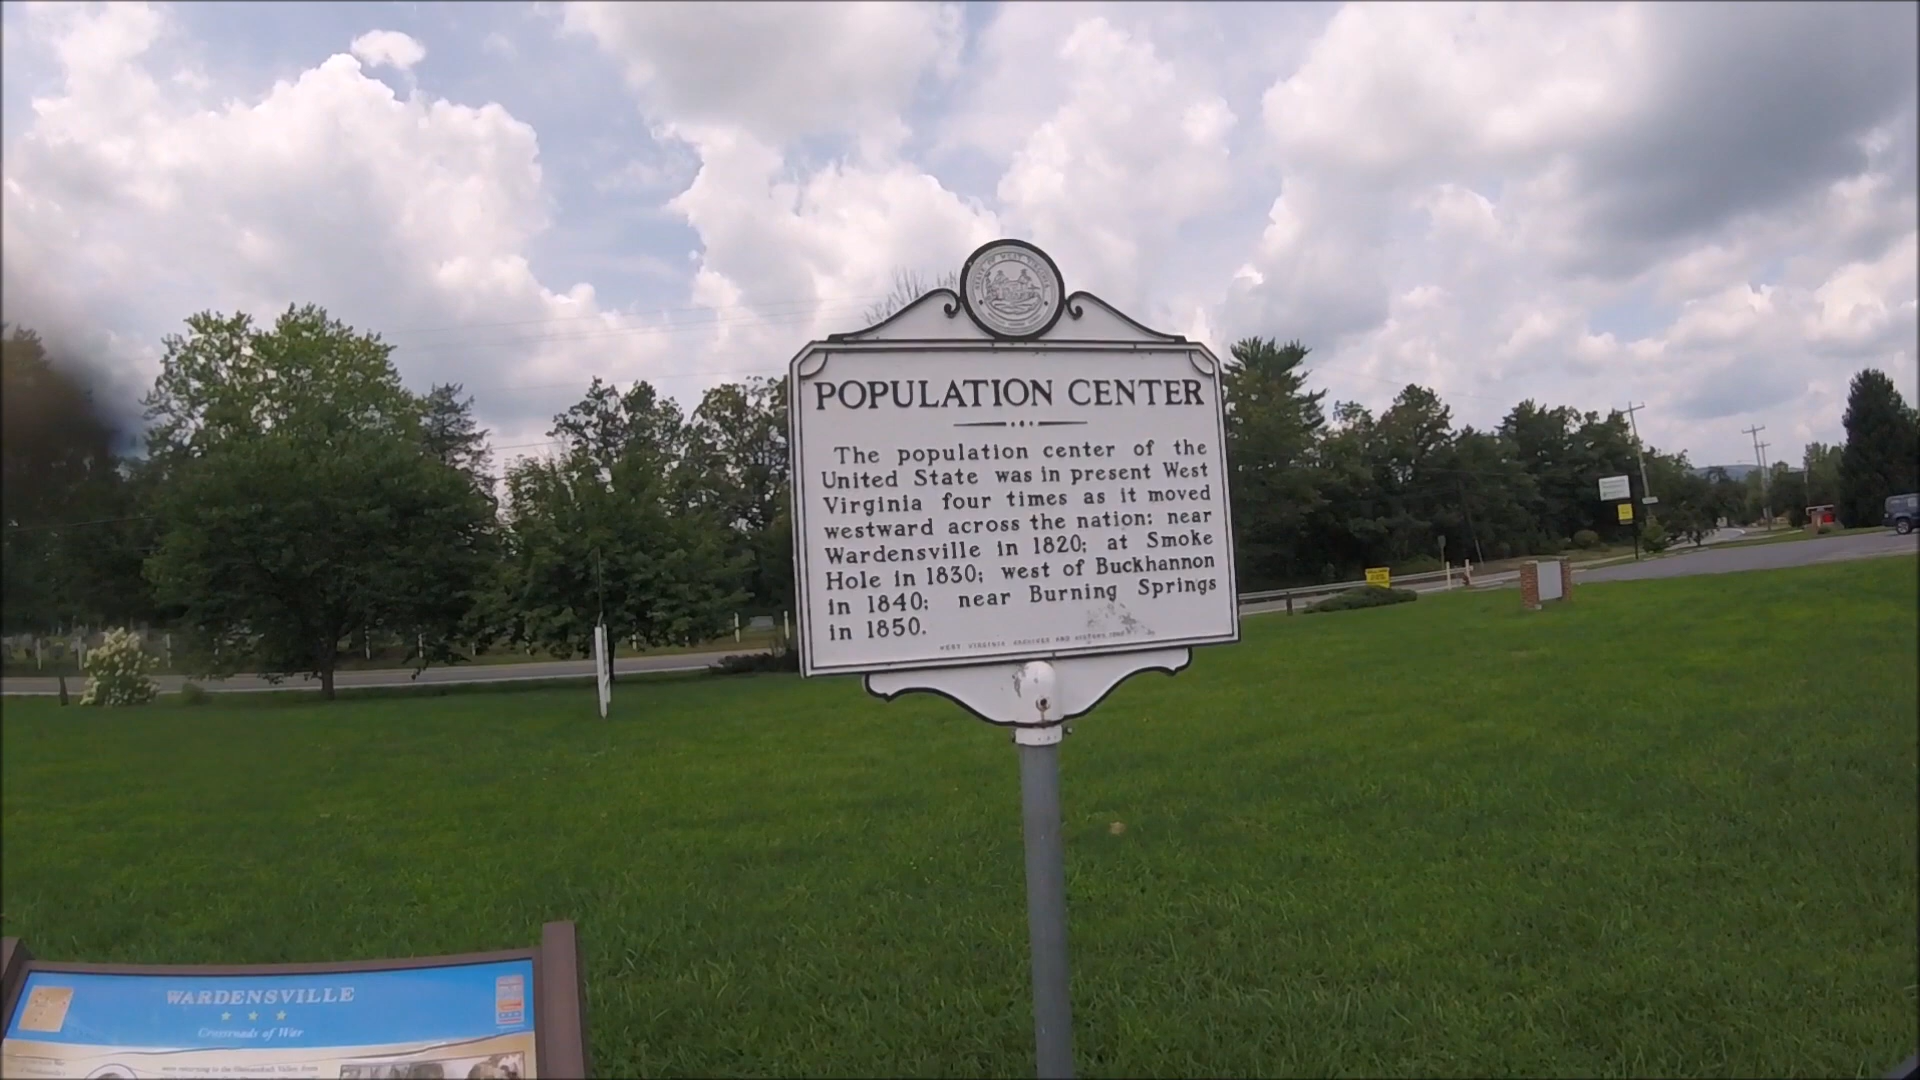 POPULATION CENTER
The population center of the
United State was in present West
Virginia four times as it moved
westward across the nation: near
Wardensville in 1820; at Smoke
Hole in 1830; west of Buckhannon
in 1840; near Burning Springs
in 1850.
WEST VIRGINIA ARCHIVES AND HISTORY
WARDENSVILLE
Crossroads of War